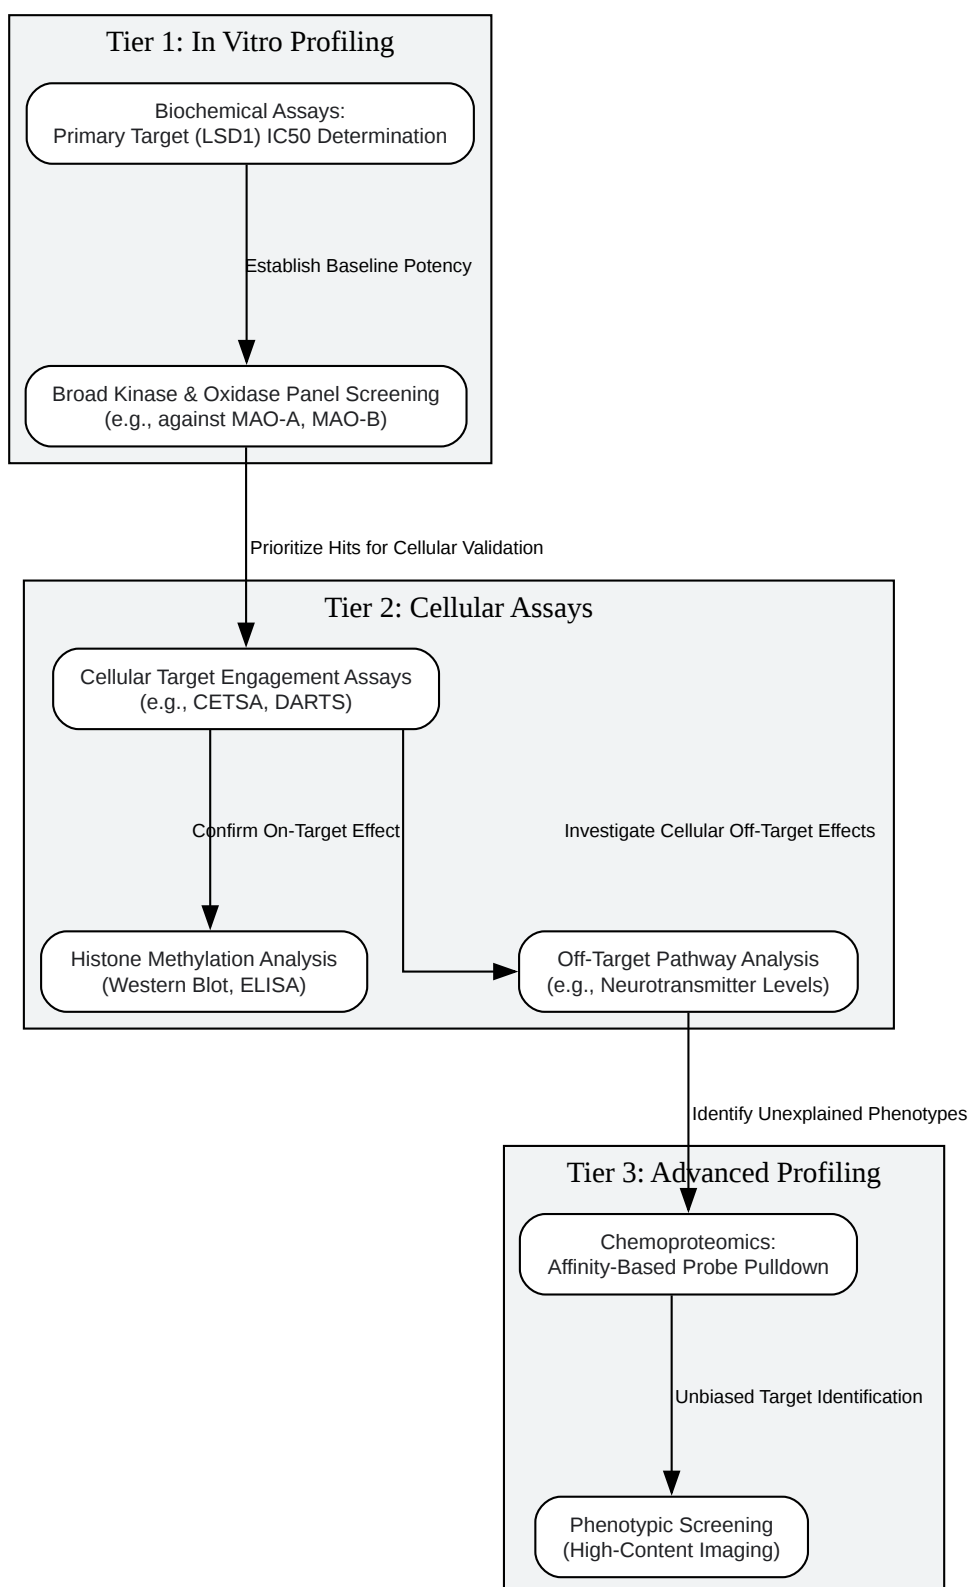 Tier 1: In Vitro Profiling
Biochemical Assays:
Primary Target (LSD1) IC50 Determination
Establish Baseline Potency
Broad Kinase & Oxidase Panel Screening
(e.g., against MAO-A, MAO-B)
Prioritize Hits for Cellular Validation
Tier 2: Cellular Assays
Cellular Target Engagement Assays
(e.g., CETSA, DARTS)
Confirm On-Target Effect
Investigate Cellular Off-Target Effects
Histone Methylation Analysis
(Western Blot, ELISA)
Off-Target Pathway Analysis
(e.g., Neurotransmitter Levels)
Identify Unexplained Phenotypes
Tier 3: Advanced Profiling
Chemoproteomics:
Affinity-Based Probe Pulldown
Unbiased Target Identification
Phenotypic Screening
(High-Content Imaging)